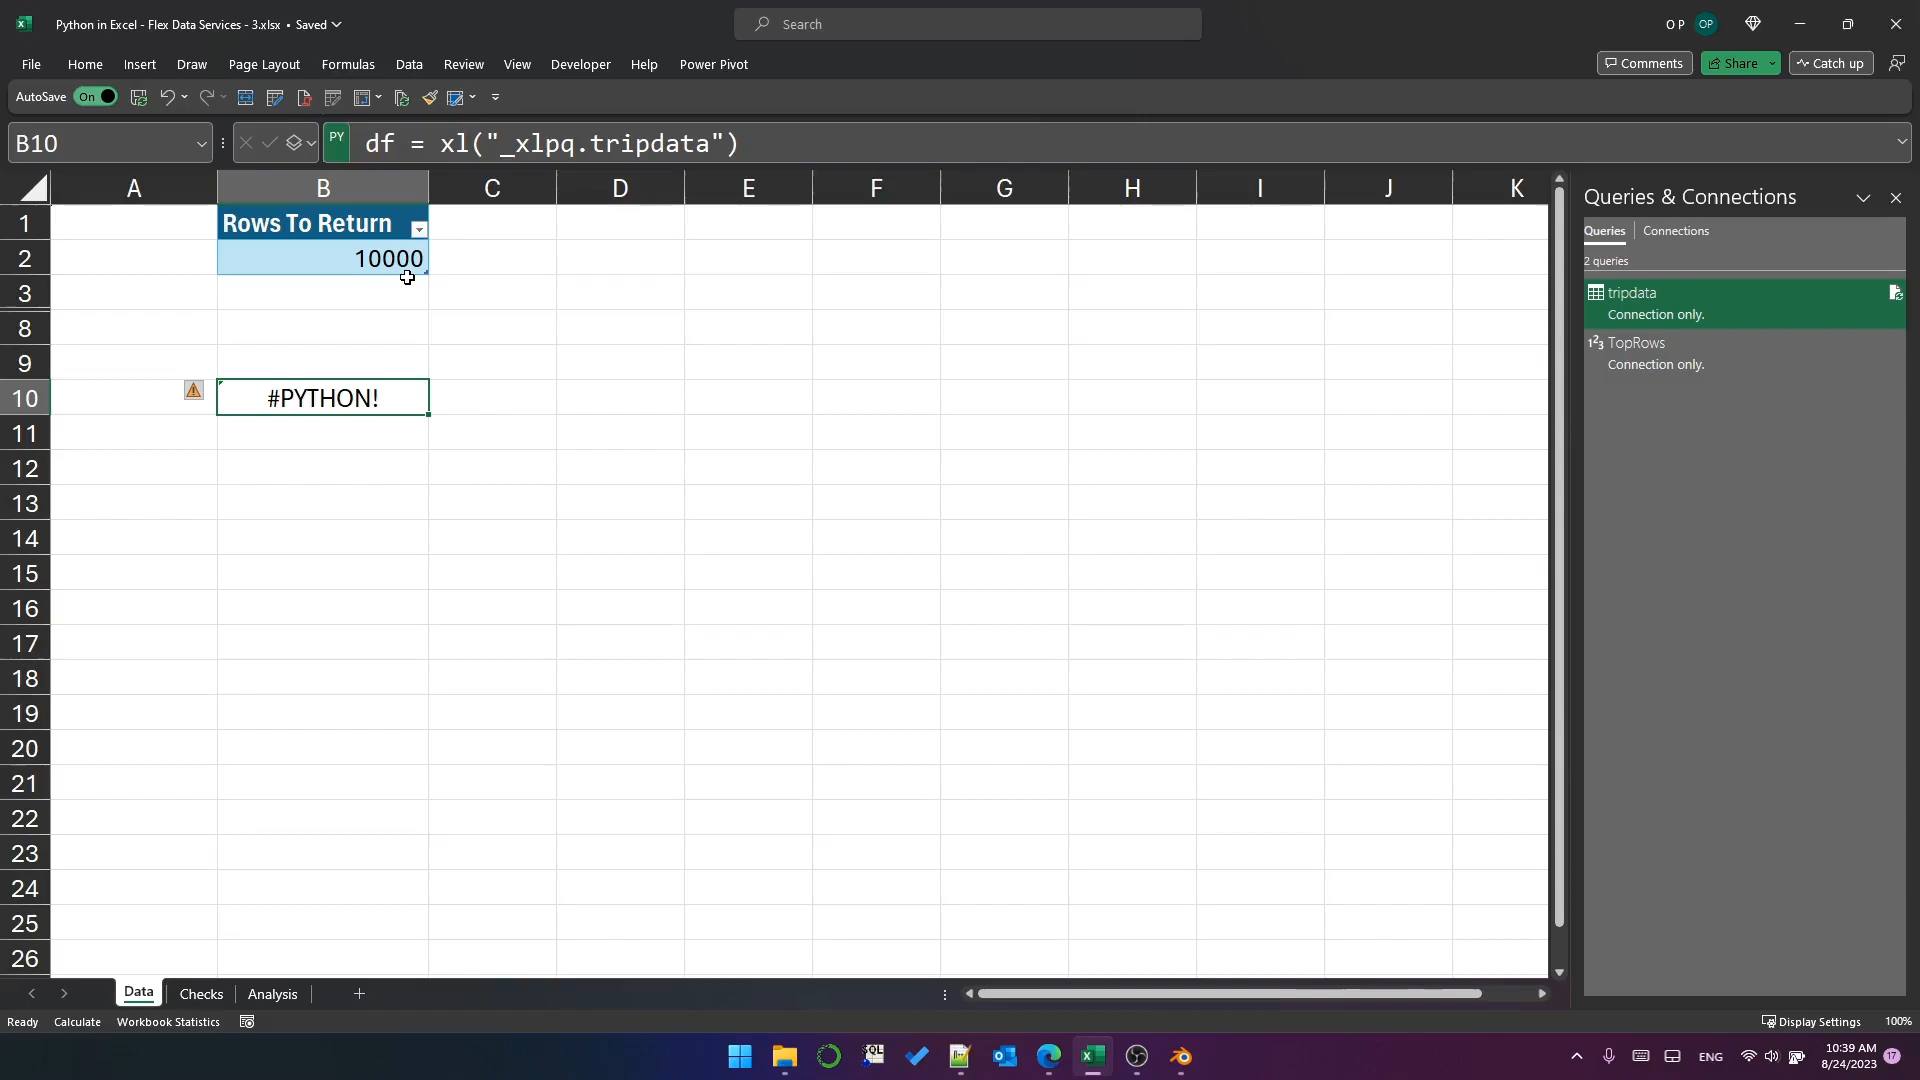 Python in Excel - Flex Data Services - 3.xlsx • Saved
Search
O P
OP
File
Home
Insert
Draw
Page Layout
Formulas
Data
Review
View
Developer
Help
Power Pivot
Comments
Share
Catch up
AutoSave
On
B10
PY
df = xl("_xlpq.tripdata")
A
B
C
D
E
F
G
H
I
J
K
Queries & Connections
1
Rows To Return
Queries
Connections
2
10000
2 queries
3
tripdata
Connection only.
8
123 TopRows
9
Connection only.
10
#PYTHON!
11
12
13
14
15
16
17
18
19
20
21
22
23
24
25
26
Data
Checks
Analysis
Ready
Calculate
Workbook Statistics
Display Settings
100%
SQL
ENG
10:39 AM
8/24/2023
17